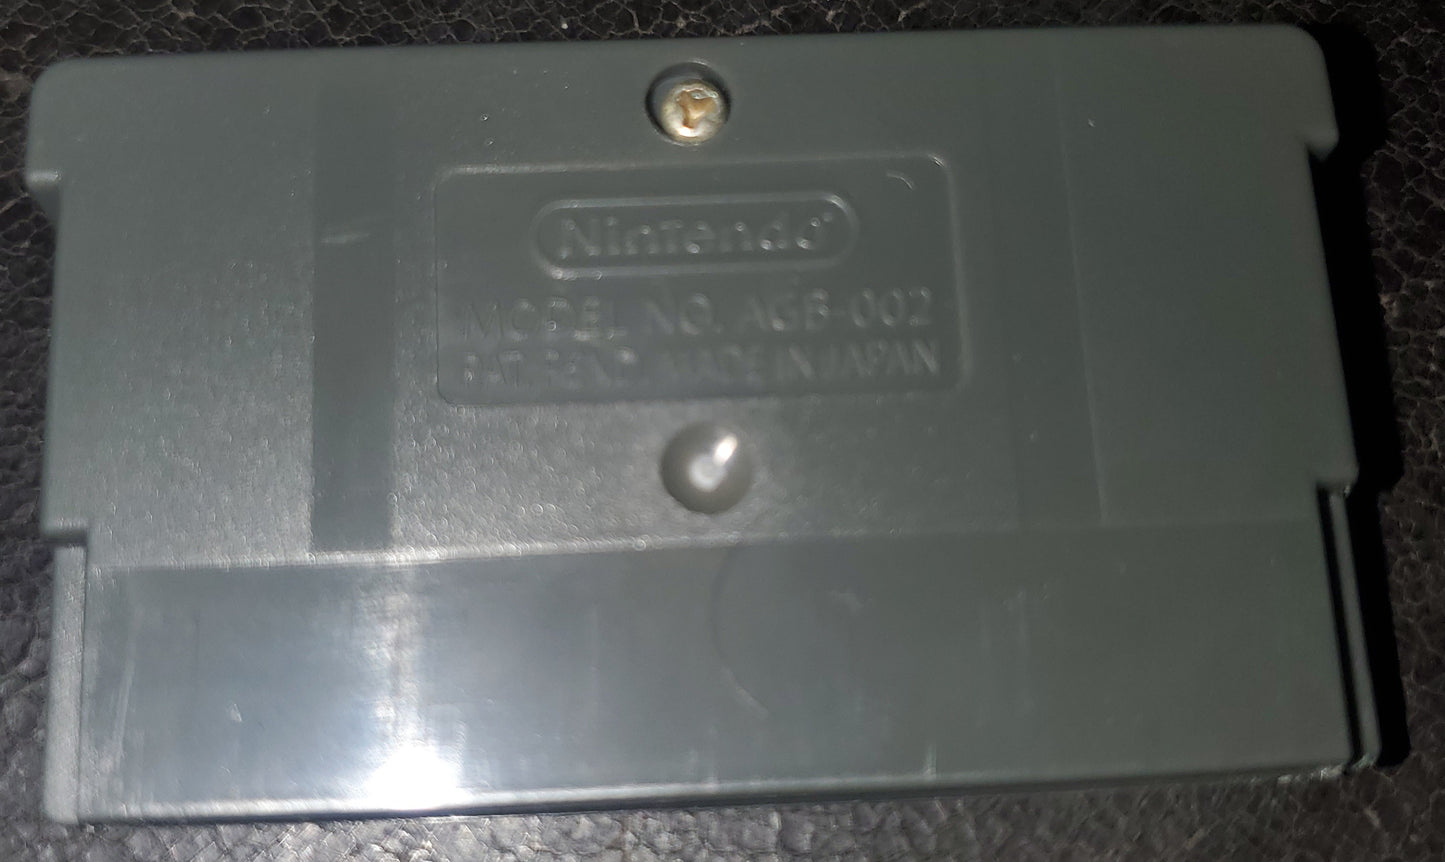 Nintendo
MODEL NO. AGB-002
PAT. PEND. MADE IN JAPAN